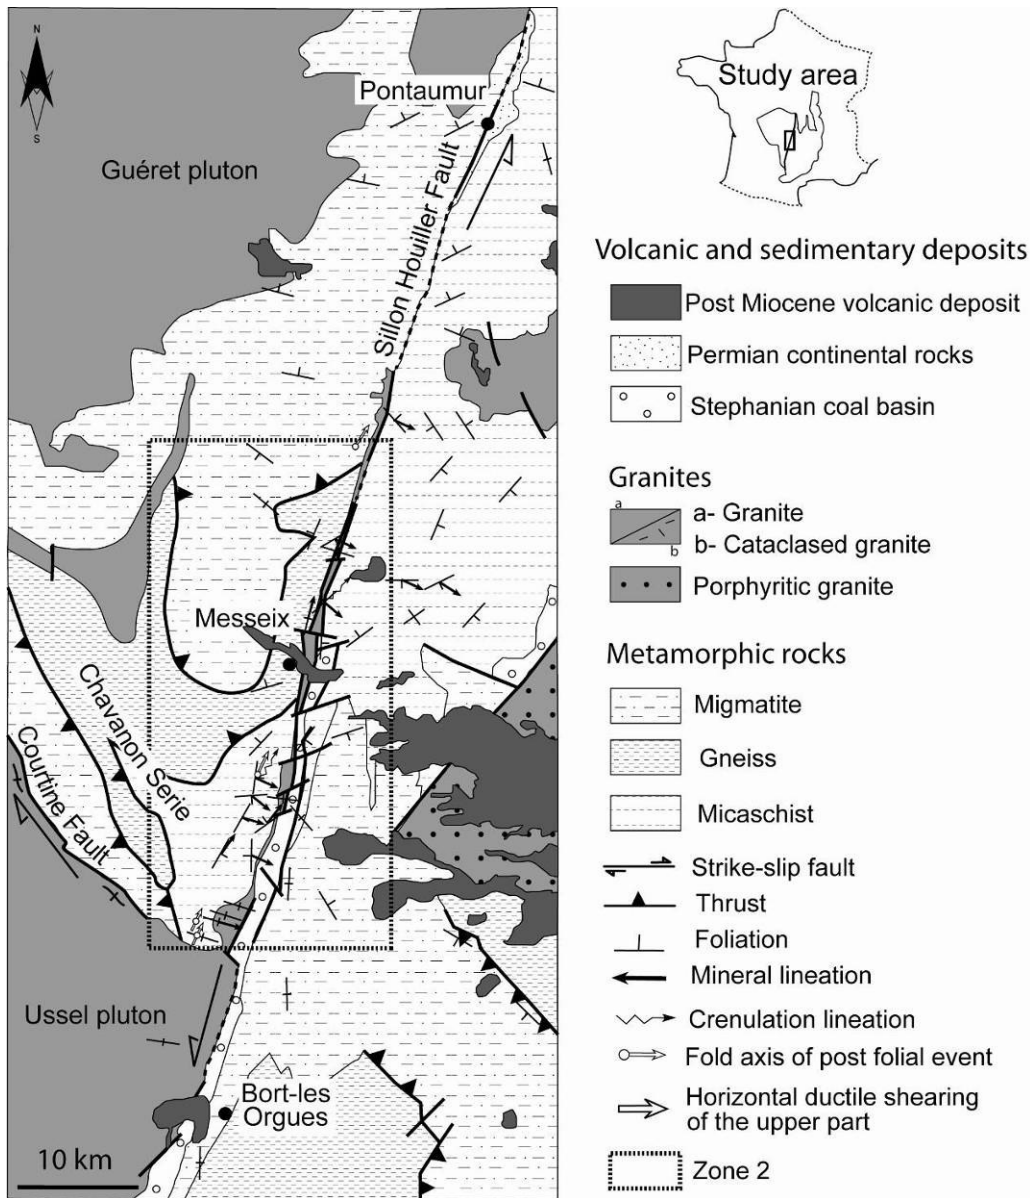 N
S
Pontaumur
Guéret pluton
Sillon Houiller Fault
Messeix
Chavanon Serie
Courtine Fault
Ussel pluton
Bort-les
Orgues
10 km
Study area
Volcanic and sedimentary deposits
Post Miocene volcanic deposit
Permian continental rocks
Stephanian coal basin
Granites
a
a- Granite
b- Cataclased granite
b
Porphyritic granite
Metamorphic rocks
Migmatite
Gneiss
Micaschist
Strike-slip fault
Thrust
Foliation
Mineral lineation
Crenulation lineation
Fold axis of post folial event
Horizontal ductile shearing
of the upper part
Zone 2